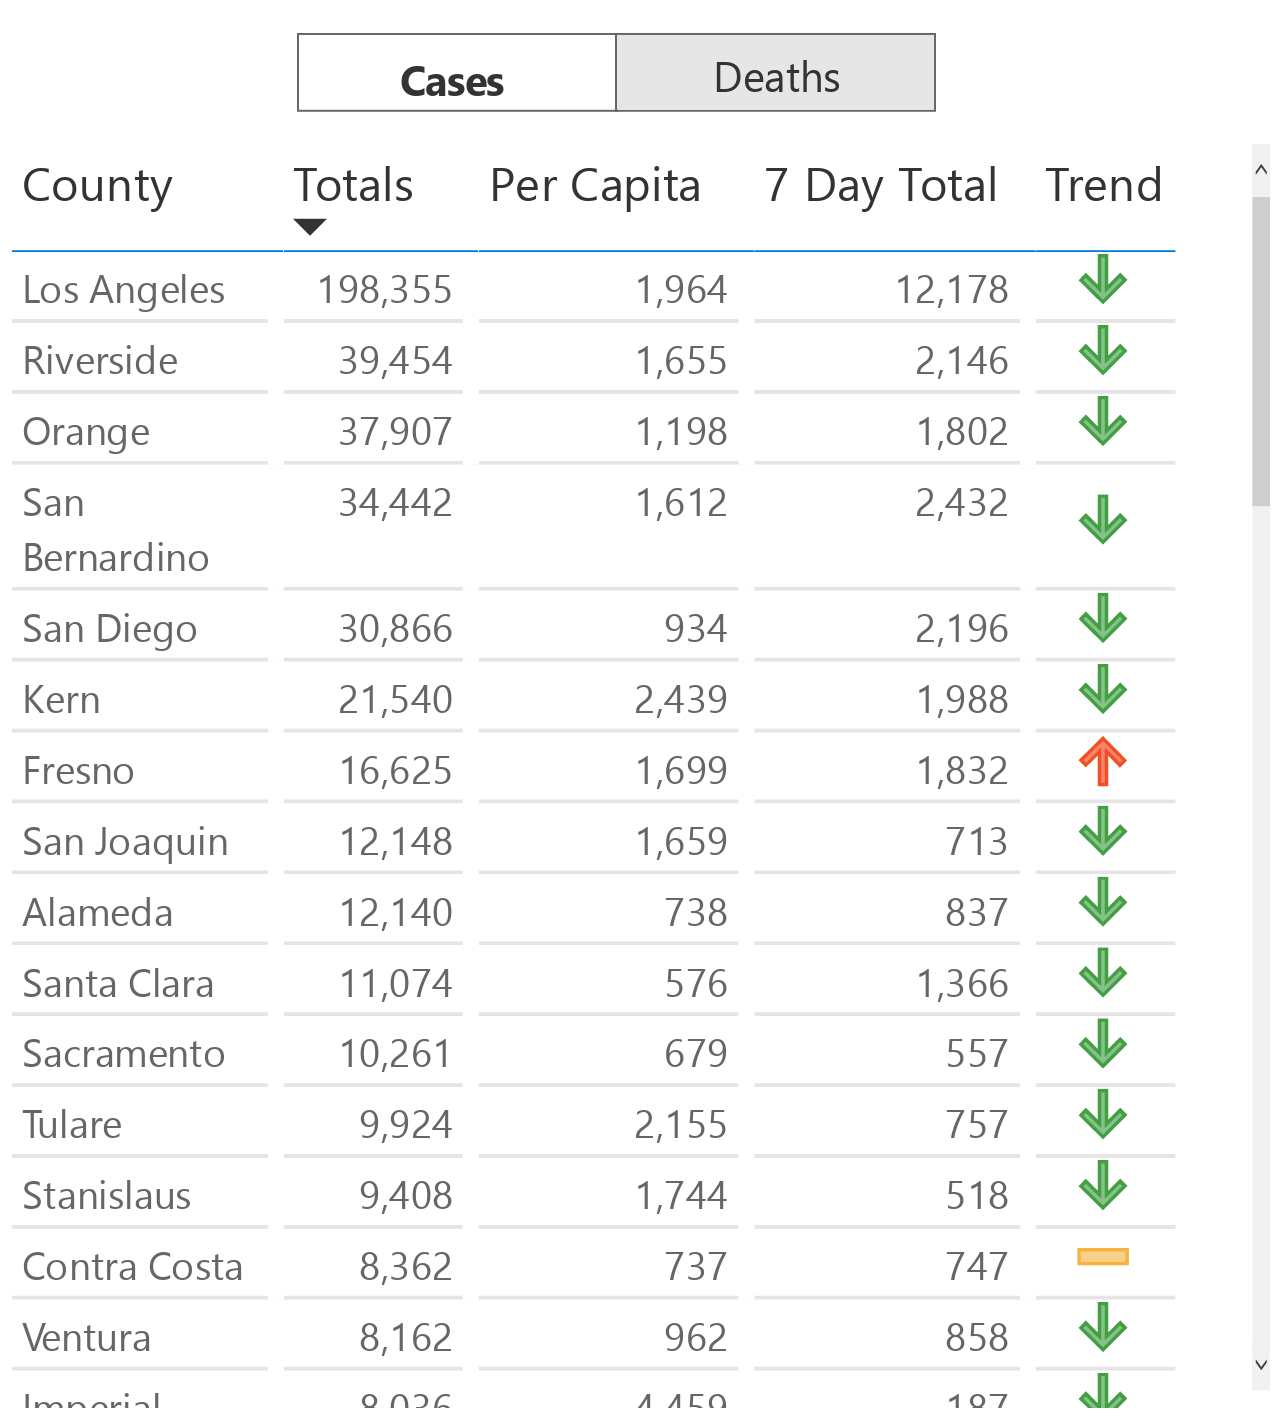 Cases Deaths
County Totals Per Capita 7 Day Total Trend
Los Angeles 198,355 1,964 12,178
Riverside 39,454 1,655 2,146
Orange 37,907 1,198 1,802
San 34,442 1,612 2,432
Bernardino
San Diego 30,866 934 2,196
Kern 21,540 2,439 1,988
Fresno 16,625 1,699 1,832
San Joaquin 12,148 1,659 713
Alameda 12,140 738 837
Santa Clara 11,074 576 1,366
Sacramento 10,261 679 557
Tulare 9,924 2,155 757
Stanislaus 9,408 1,744 518
Contra Costa 8,362 737 747
Ventura 8,162 962 858
Imperial 8,036 4,459 187